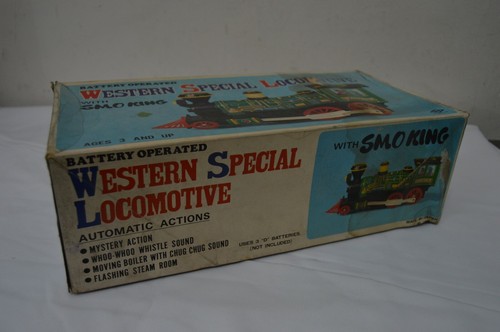 BATTERY OPERATED
WESTERN SPECIAL LOCOMOTIVE
WITH SMOKING
AGES 3 AND UP
BATTERY OPERATED
WESTERN SPECIAL
LOCOMOTIVE
AUTOMATIC ACTIONS
• MYSTERY ACTION
• WHOO-WHOO WHISTLE SOUND
• MOVING BOILER WITH CHUG CHUG SOUND
• FLASHING STEAM ROOM
USES 2 "D" BATTERIES
(NOT INCLUDED)
WITH SMOKING